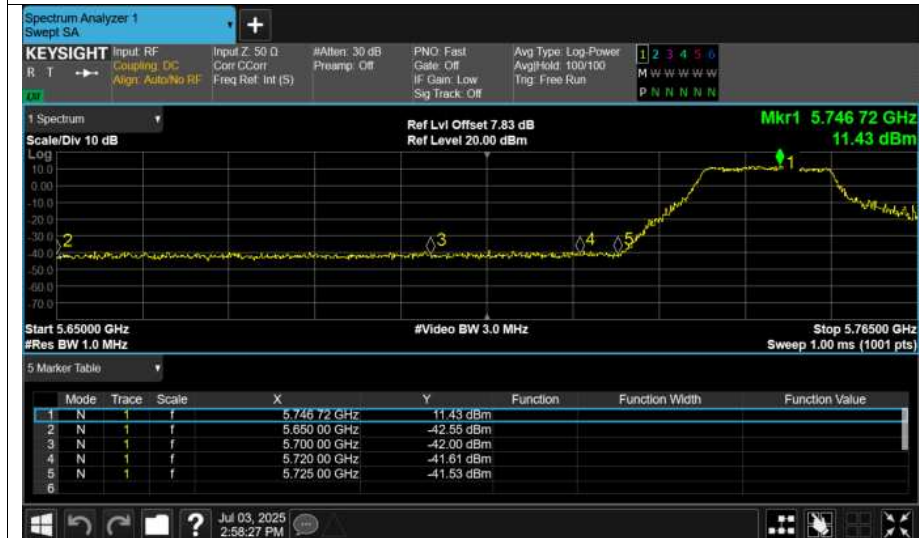 Spectrum Analyzer 1
Swept SA
+
KEYSIGHT Input: RF Input Z: 50 Ω #Atten: 30 dB PNO: Fast Avg Type: Log-Power 1 2 3 4 5 6
R T Coupling: DC Corr CCorr Preamp: Off Gate: Off Avg|Hold: 100/100 M W W W W W
Align: Auto/No RF Freq Ref: Int (S) IF Gain: Low Trig: Free Run
Sig Track: Off P N N N N N
1 Spectrum Ref Lvl Offset 7.83 dB Mkr1 5.746 72 GHz
Scale/Div 10 dB Ref Level 20.00 dBm 11.43 dBm
Log
10.0 1
0.00
-10.0
-20.0
-30.0 2 3 4 5
-40.0
-50.0
-60.0
-70.0
Start 5.65000 GHz #Video BW 3.0 MHz Stop 5.76500 GHz
#Res BW 1.0 MHz Sweep 1.00 ms (1001 pts)
5 Marker Table
Mode Trace Scale X Y Function Function Width Function Value
1 N 1 f 5.746 72 GHz 11.43 dBm
2 N 1 f 5.650 00 GHz -42.55 dBm
3 N 1 f 5.700 00 GHz -42.00 dBm
4 N 1 f 5.720 00 GHz -41.61 dBm
5 N 1 f 5.725 00 GHz -41.53 dBm
6
? Jul 03, 2025
2:58:27 PM